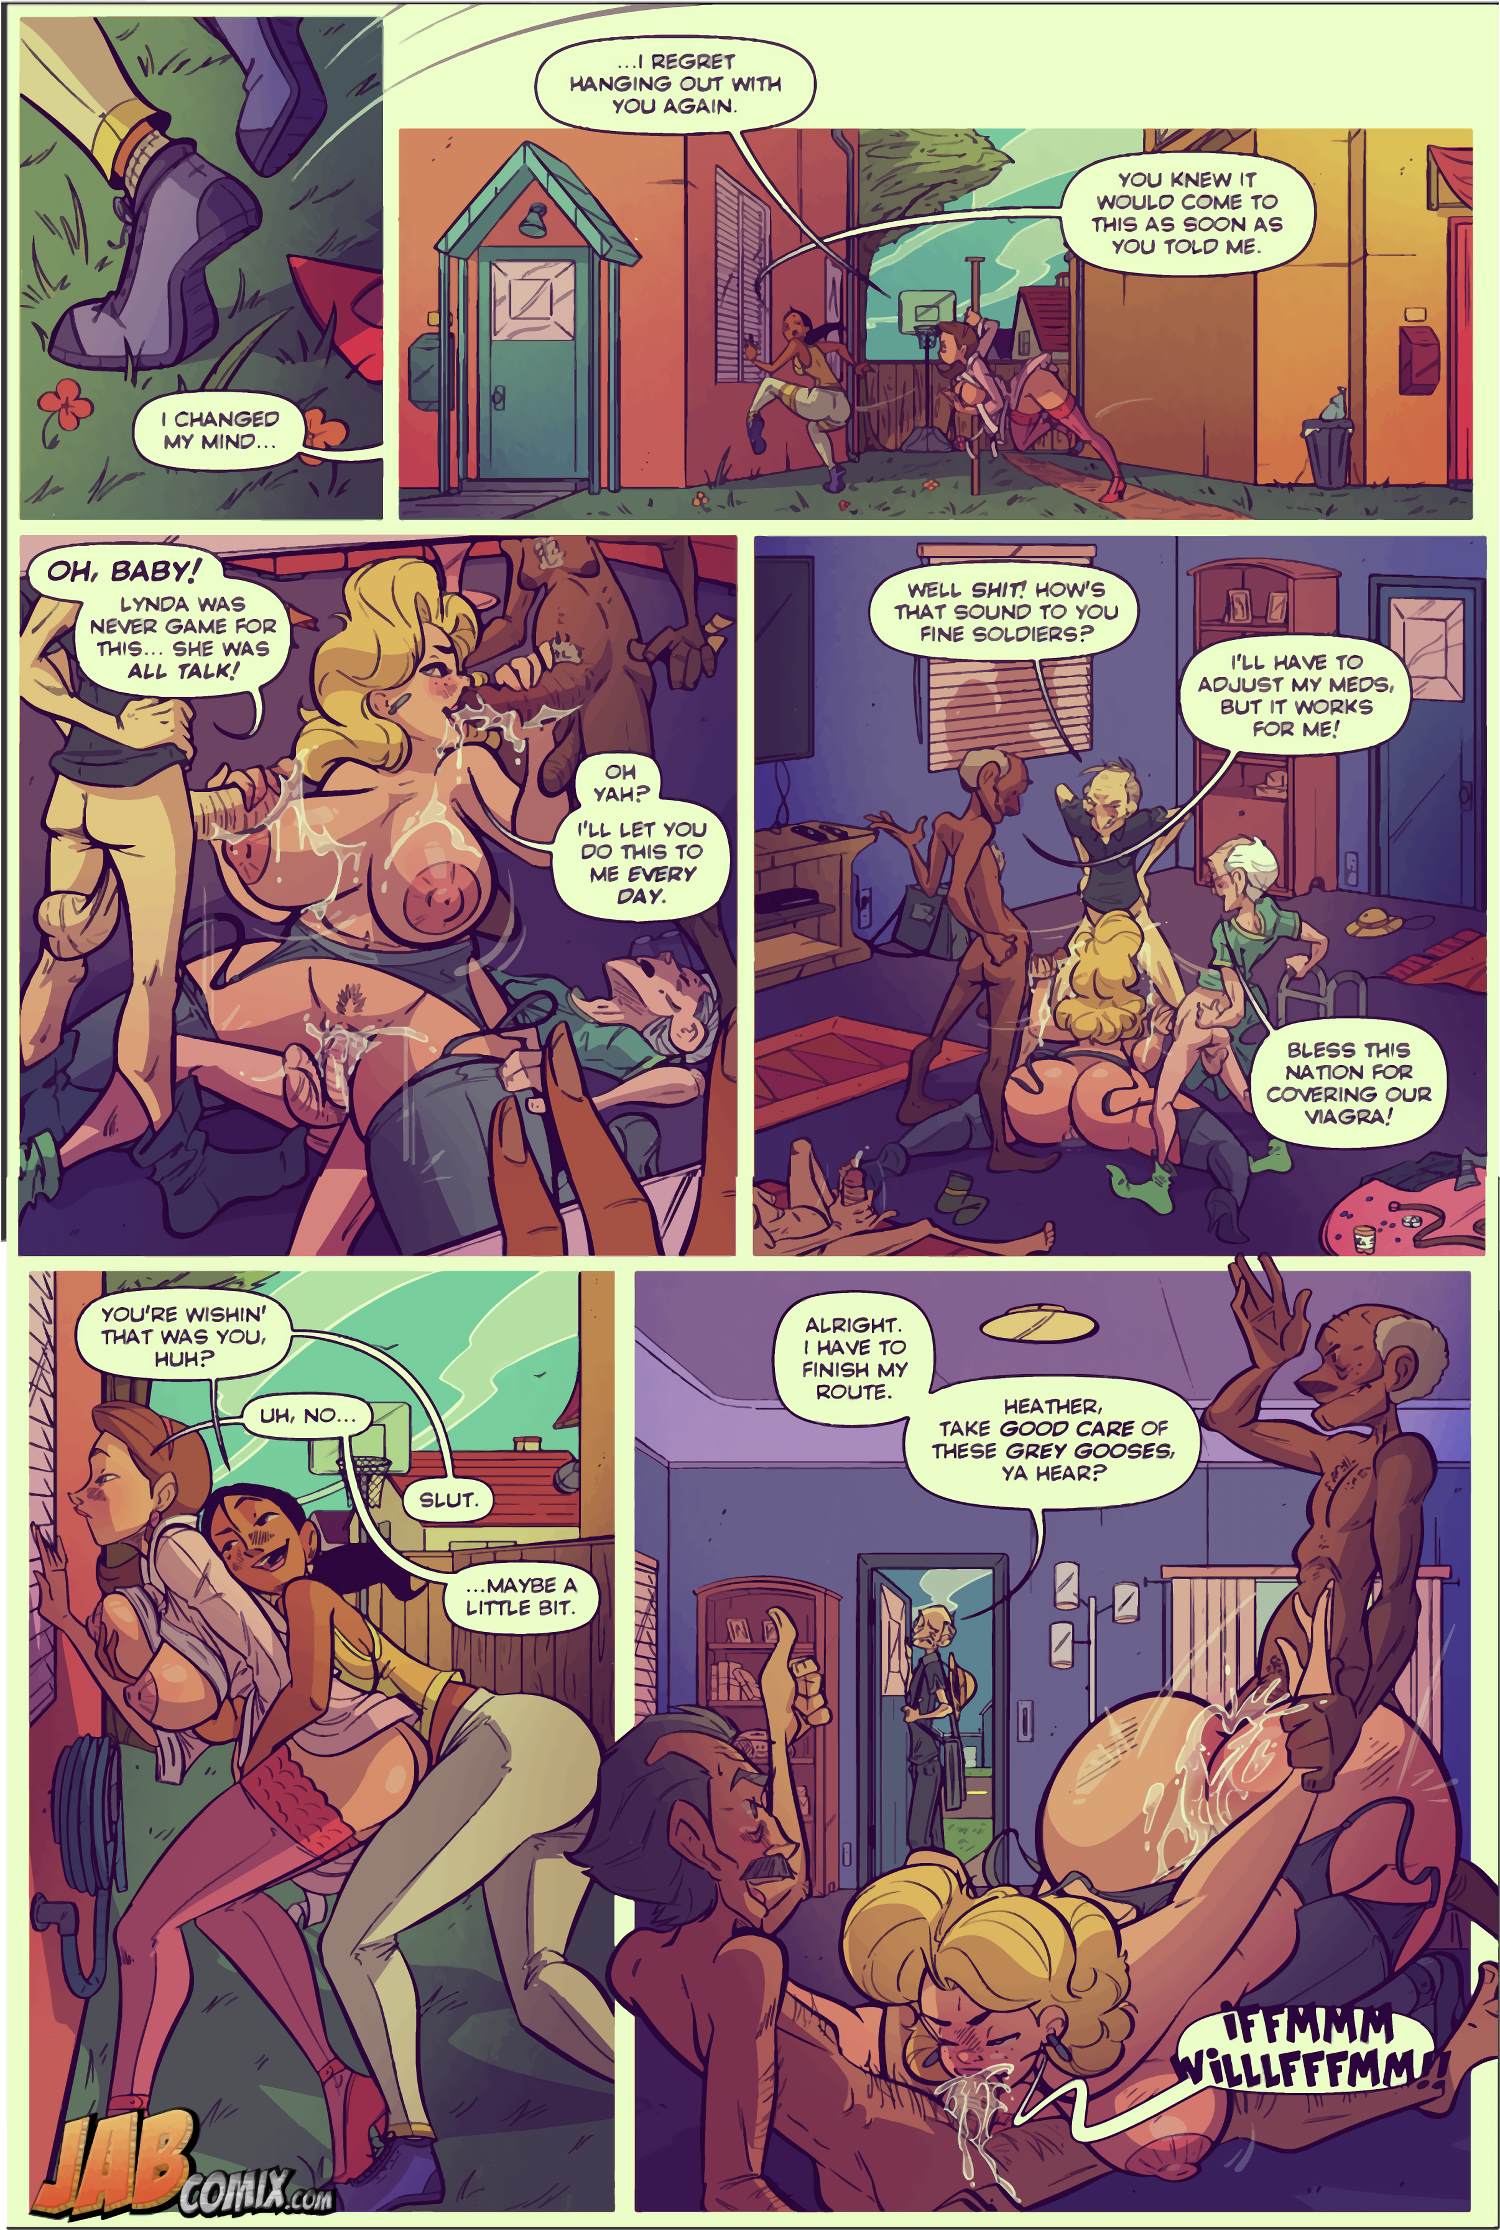 I CHANGED
MY MIND...
...I REGRET
HANGING OUT WITH
YOU AGAIN.
YOU KNEW IT
WOULD COME TO
THIS AS SOON AS
YOU TOLD ME.
OH, BABY!
LYNDA WAS
NEVER GAME FOR
THIS... SHE WAS
ALL TALK!
OH
YAH?
I'LL LET YOU
DO THIS TO
ME EVERY
DAY.
WELL SHIT! HOW'S
THAT SOUND TO YOU
FINE SOLDIERS?
I'LL HAVE TO
ADJUST MY MEDS,
BUT IT WORKS
FOR ME!
BLESS THIS
NATION FOR
COVERING OUR
VIAGRA!
YOU'RE WISHIN'
THAT WAS YOU,
HUH?
UH, NO...
SLUT.
...MAYBE A
LITTLE BIT.
ALRIGHT.
I HAVE TO
FINISH MY
ROUTE.
HEATHER,
TAKE GOOD CARE OF
THESE GREY GOOSES,
YA HEAR?
IFFMMM
WILLLFFFMM!!
JAB
COMIX.COM